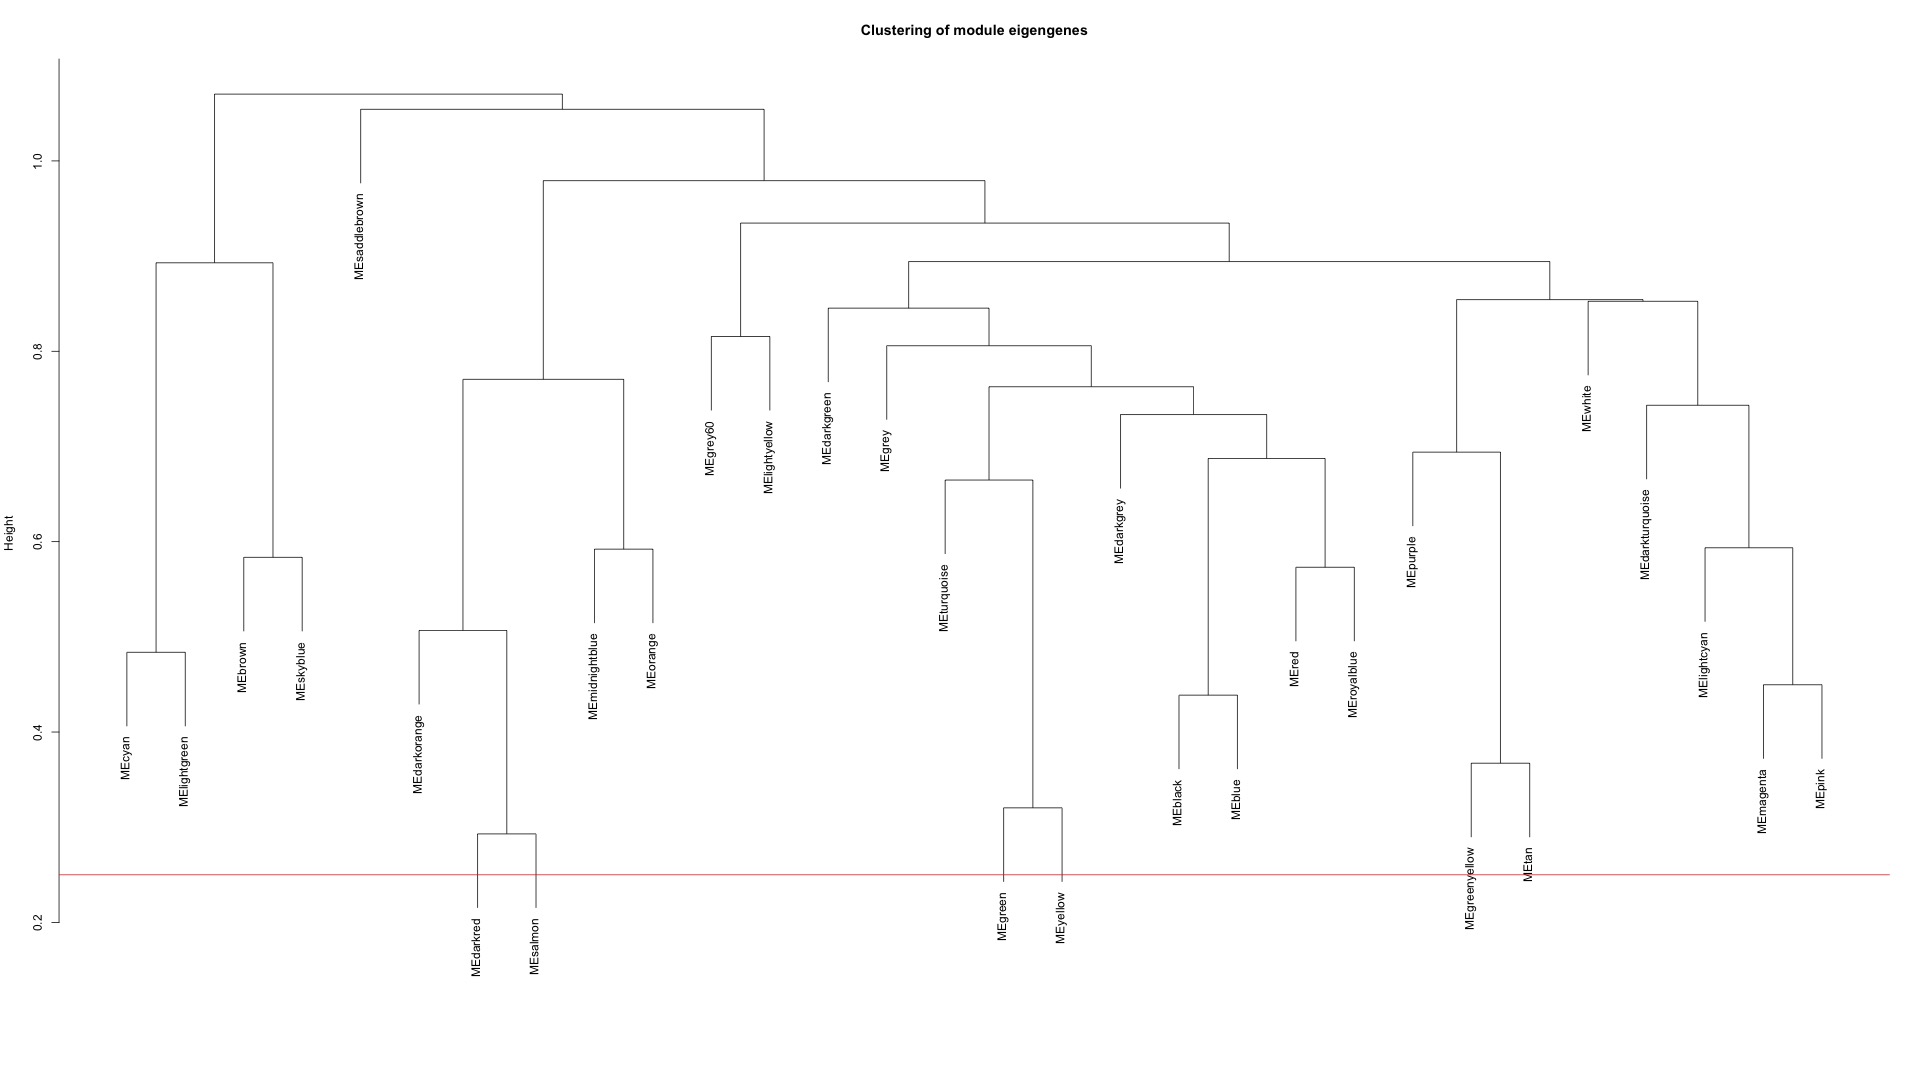 Clustering of module eigengenes
Height
1.0
0.8
0.6
0.4
0.2
MEcyan
MElightgreen
MEbrown
MEskyblue
MEsaddlebrown
MEdarkorange
MEdarkred
MEsalmon
MEmidnightblue
MEorange
MEgrey60
MElightyellow
MEdarkgreen
MEgrey
MEturquoise
MEgreen
MEyellow
MEdarkgrey
MEblack
MEblue
MEred
MEroyalblue
MEpurple
MEgreenyellow
MEtan
MEwhite
MEdarkturquoise
MElightcyan
MEmagenta
MEpink